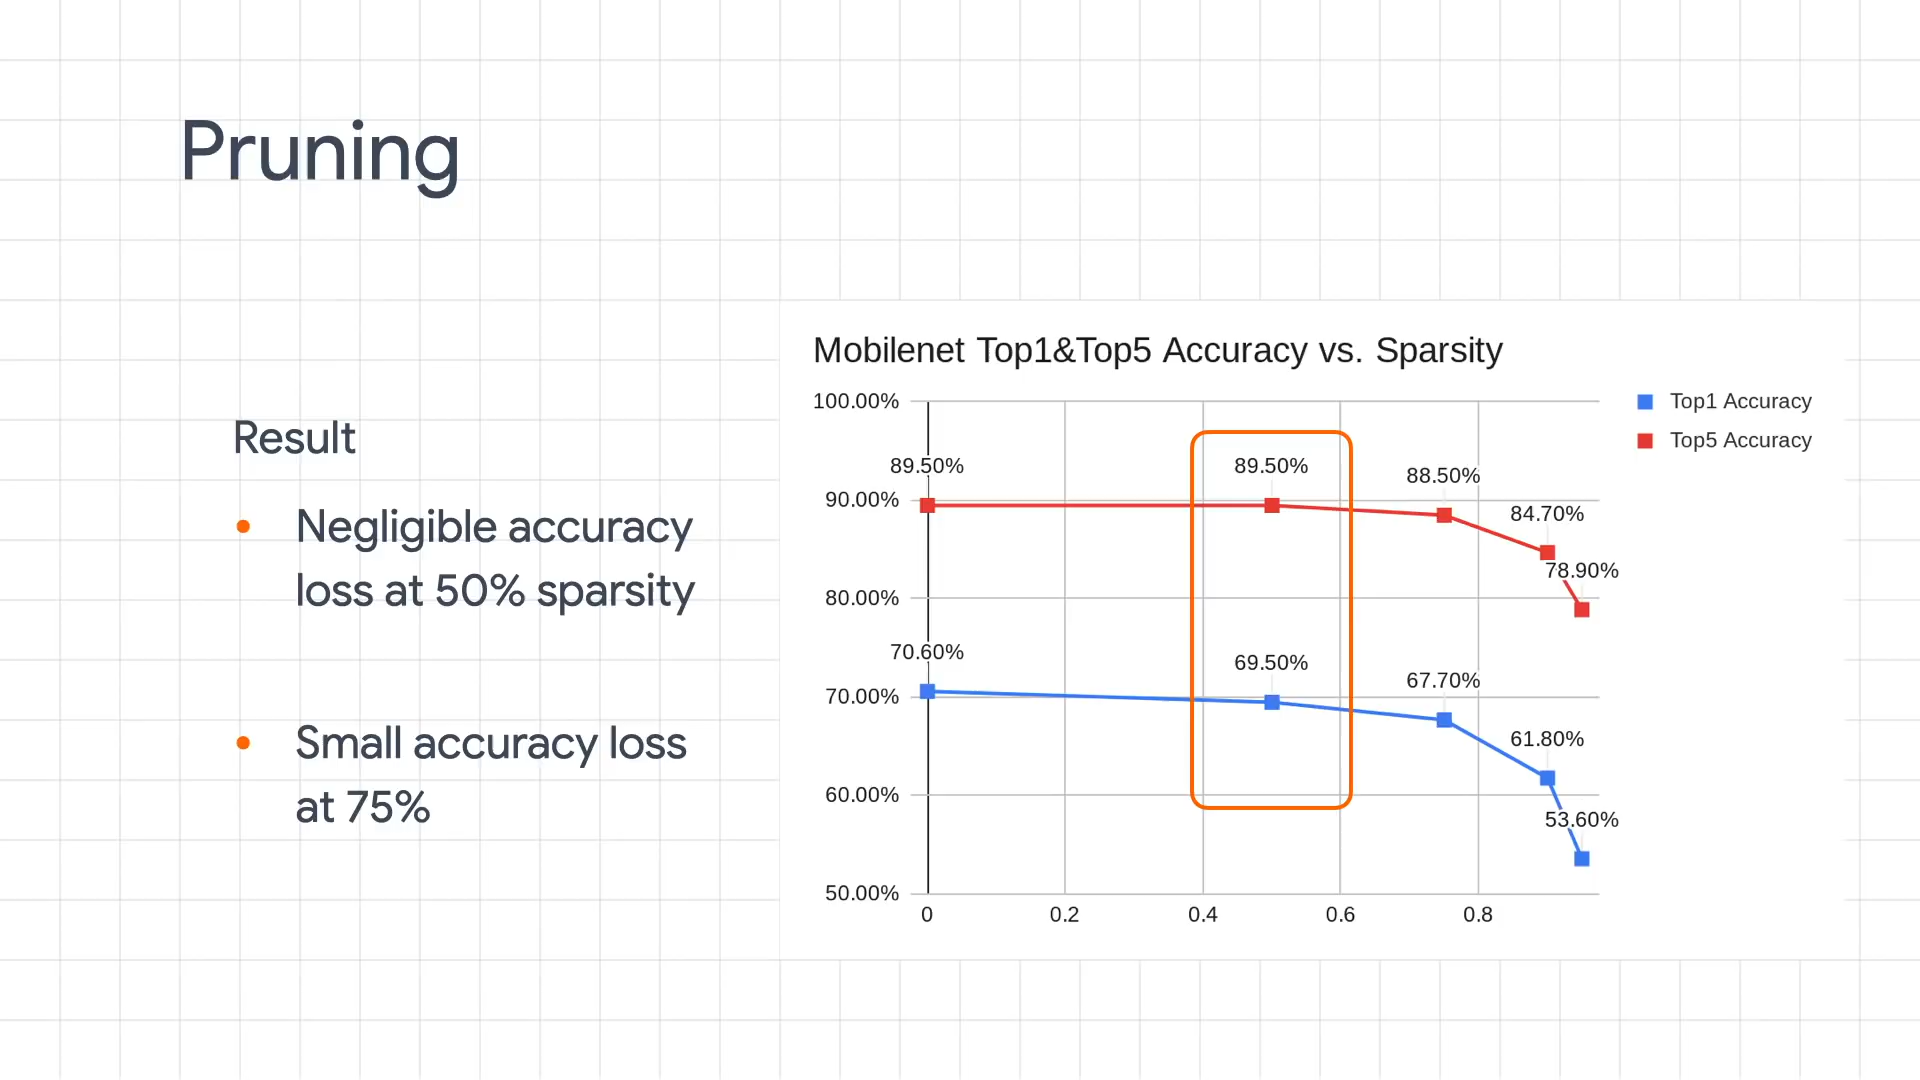 Pruning
Result
• Negligible accuracy
loss at 50% sparsity
• Small accuracy loss
at 75%
Mobilenet Top1&Top5 Accuracy vs. Sparsity
100.00%
90.00%
80.00%
70.00%
60.00%
50.00%
0 0.2 0.4 0.6 0.8
89.50% 89.50% 88.50% 84.70% 78.90%
70.60% 69.50% 67.70% 61.80% 53.60%
Top1 Accuracy
Top5 Accuracy